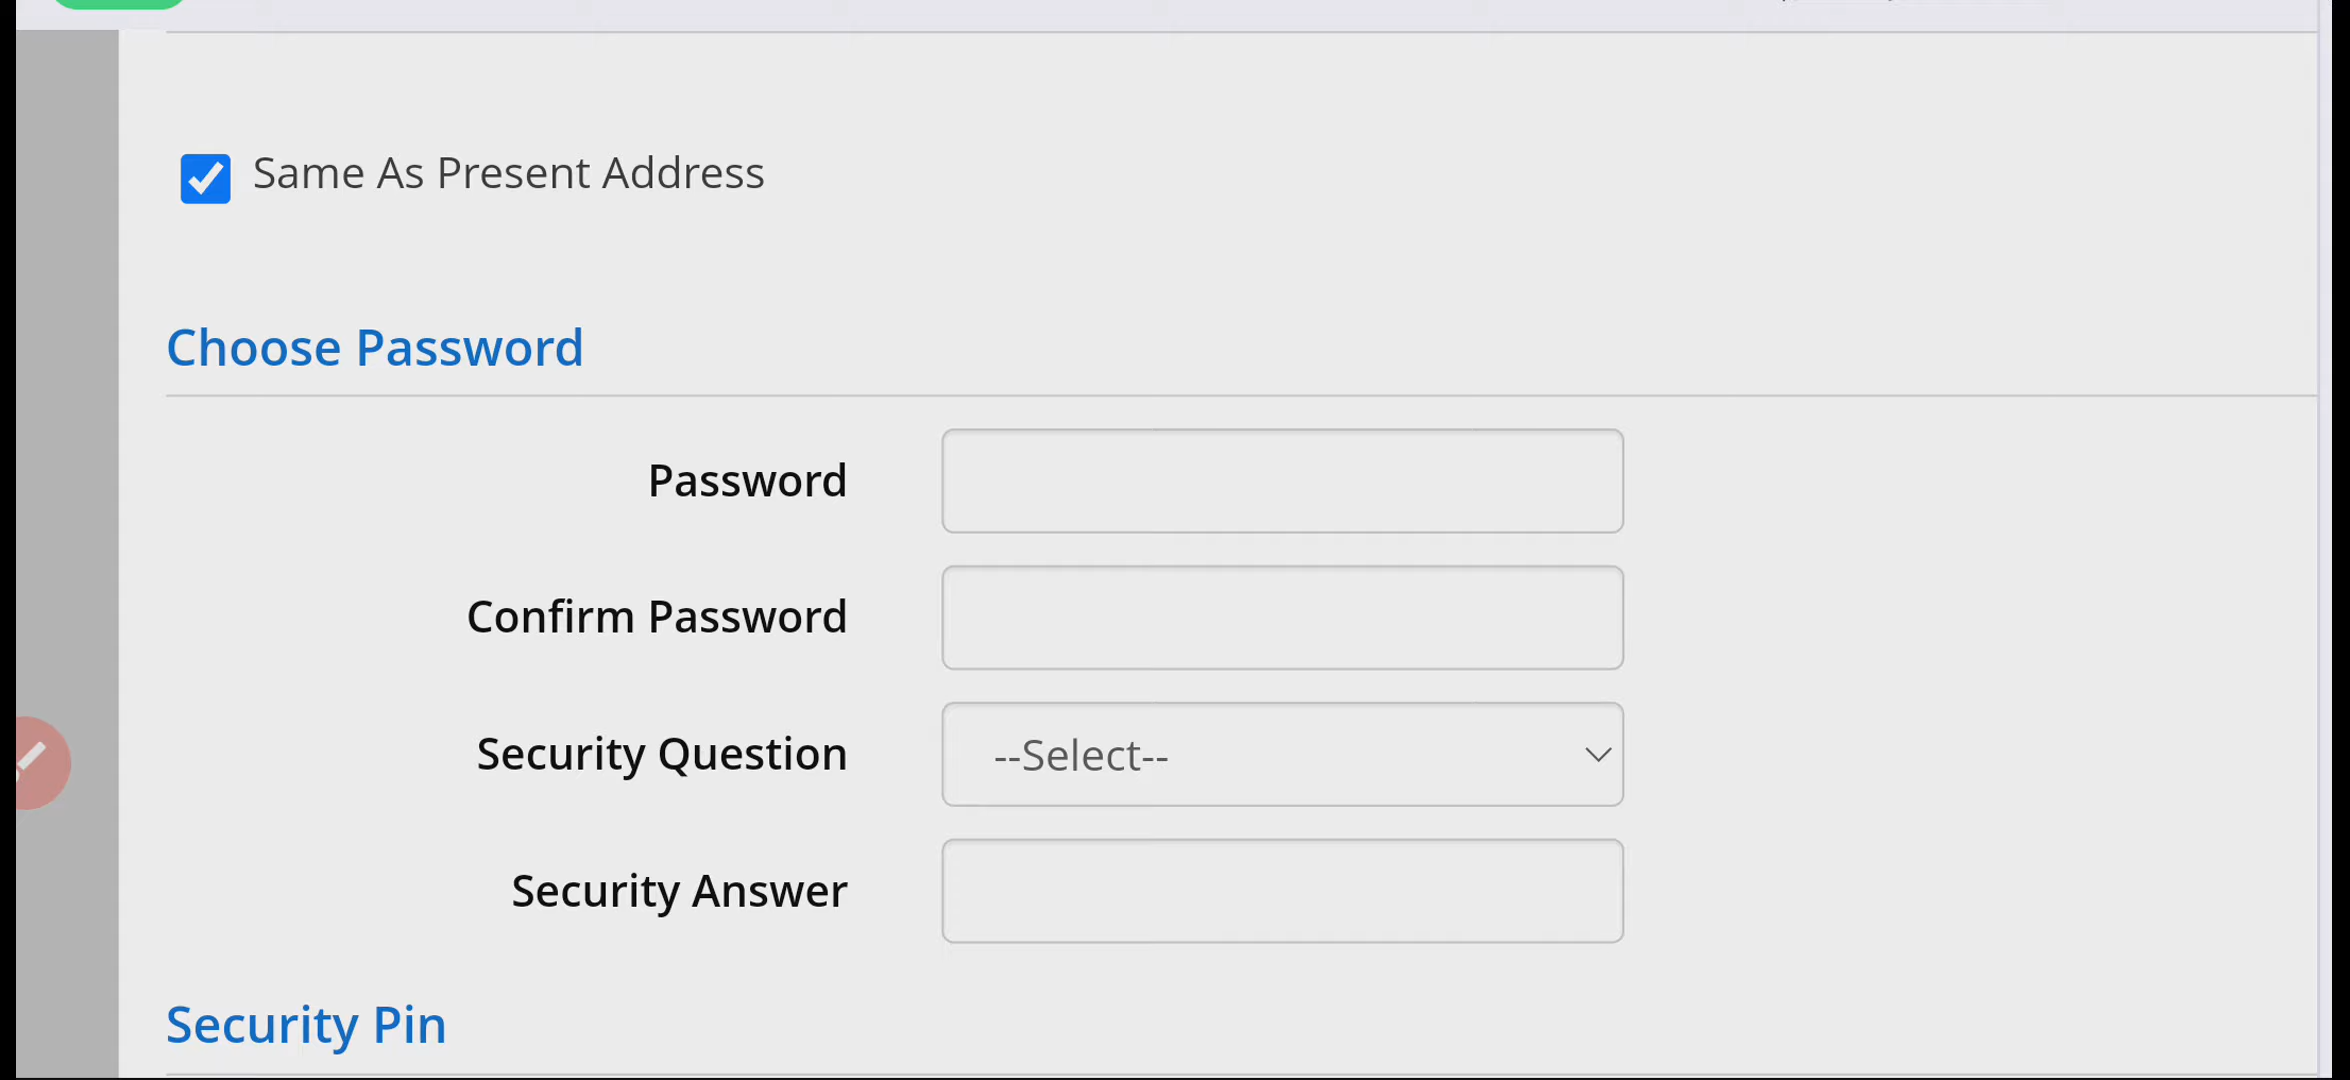 Same As Present Address
Choose Password
Password
Confirm Password
Security Question --Select--
Security Answer
Security Pin